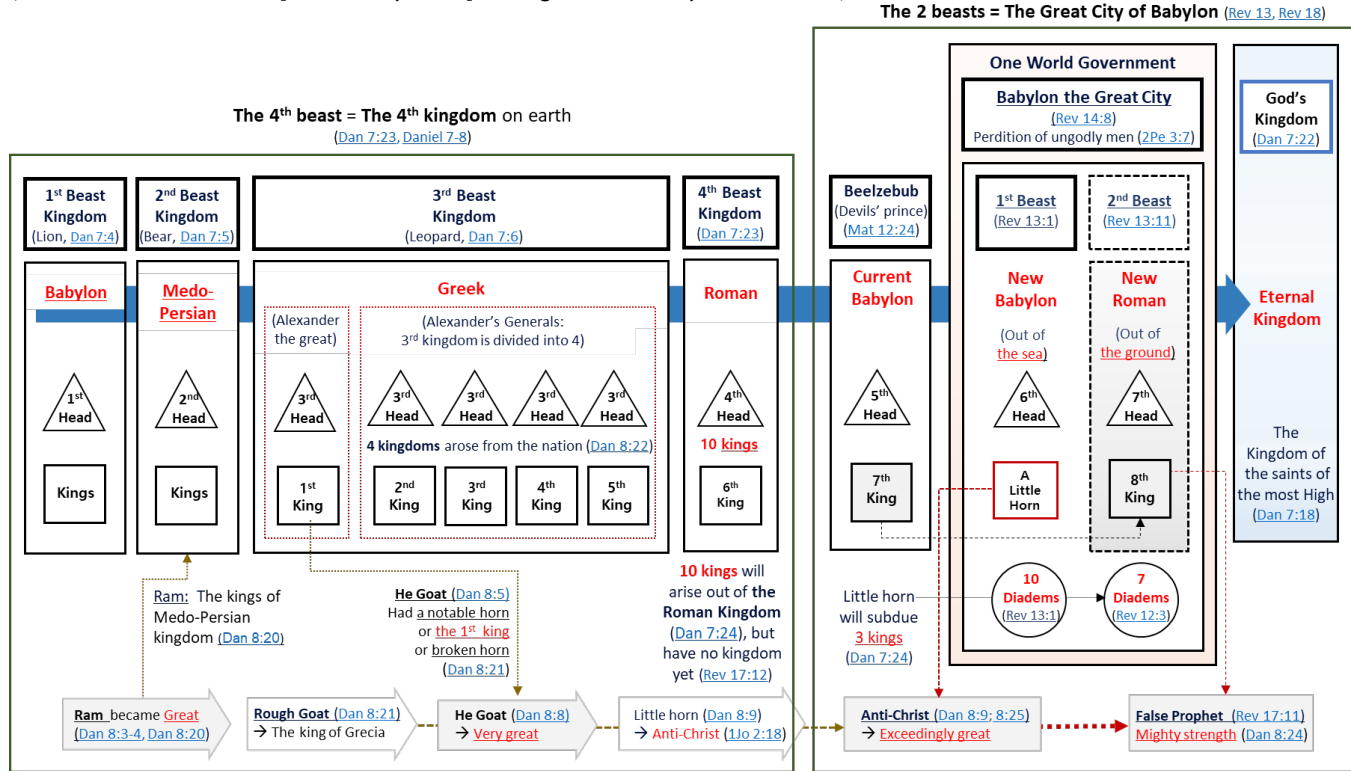 The 2 beasts = The Great City of Babylon (Rev 13, Rev 18)
The 4th beast = The 4th kingdom on earth
(Dan 7:23, Daniel 7-8)
1st Beast
Kingdom
(Lion, Dan 7:4)
2nd Beast
Kingdom
(Bear, Dan 7:5)
3rd Beast
Kingdom
(Leopard, Dan 7:6)
4th Beast
Kingdom
(Dan 7:23)
Babylon
Medo-
Persian
Greek
Roman
(Alexander
the great)
(Alexander's Generals:
3rd kingdom is divided into 4)
1st
Head
2nd
Head
3rd
Head
3rd
Head
3rd
Head
3rd
Head
3rd
Head
4th
Head
4 kingdoms arose from the nation (Dan 8:22)
10 kings
Kings
Kings
1st
King
2nd
King
3rd
King
4th
King
5th
King
6th
King
Ram: The kings of
Medo-Persian
kingdom (Dan 8:20)
He Goat (Dan 8:5)
Had a notable horn
or the 1st king
or broken horn
(Dan 8:21)
10 kings will
arise out of the
Roman Kingdom
(Dan 7:24), but
have no kingdom
yet (Rev 17:12)
Beelzebub
(Devils' prince)
(Mat 12:24)
Current
Babylon
5th
Head
7th
King
One World Government
Babylon the Great City
(Rev 14:8)
Perdition of ungodly men (2Pe 3:7)
1st Beast
(Rev 13:1)
2nd Beast
(Rev 13:11)
New
Babylon
New
Roman
(Out of
the sea)
(Out of
the ground)
6th
Head
7th
Head
A
Little
Horn
8th
King
Little horn
will subdue
3 kings
(Dan 7:24)
10
Diadems
(Rev 13:1)
7
Diadems
(Rev 12:3)
God's
Kingdom
(Dan 7:22)
Eternal
Kingdom
The
Kingdom of
the saints of
the most High
(Dan 7:18)
Ram became Great
(Dan 8:3-4, Dan 8:20)
Rough Goat (Dan 8:21)
→ The king of Grecia
He Goat (Dan 8:8)
→ Very great
Little horn (Dan 8:9)
→ Anti-Christ (1Jo 2:18)
Anti-Christ (Dan 8:9; 8:25)
→ Exceedingly great
False Prophet (Rev 17:11)
Mighty strength (Dan 8:24)